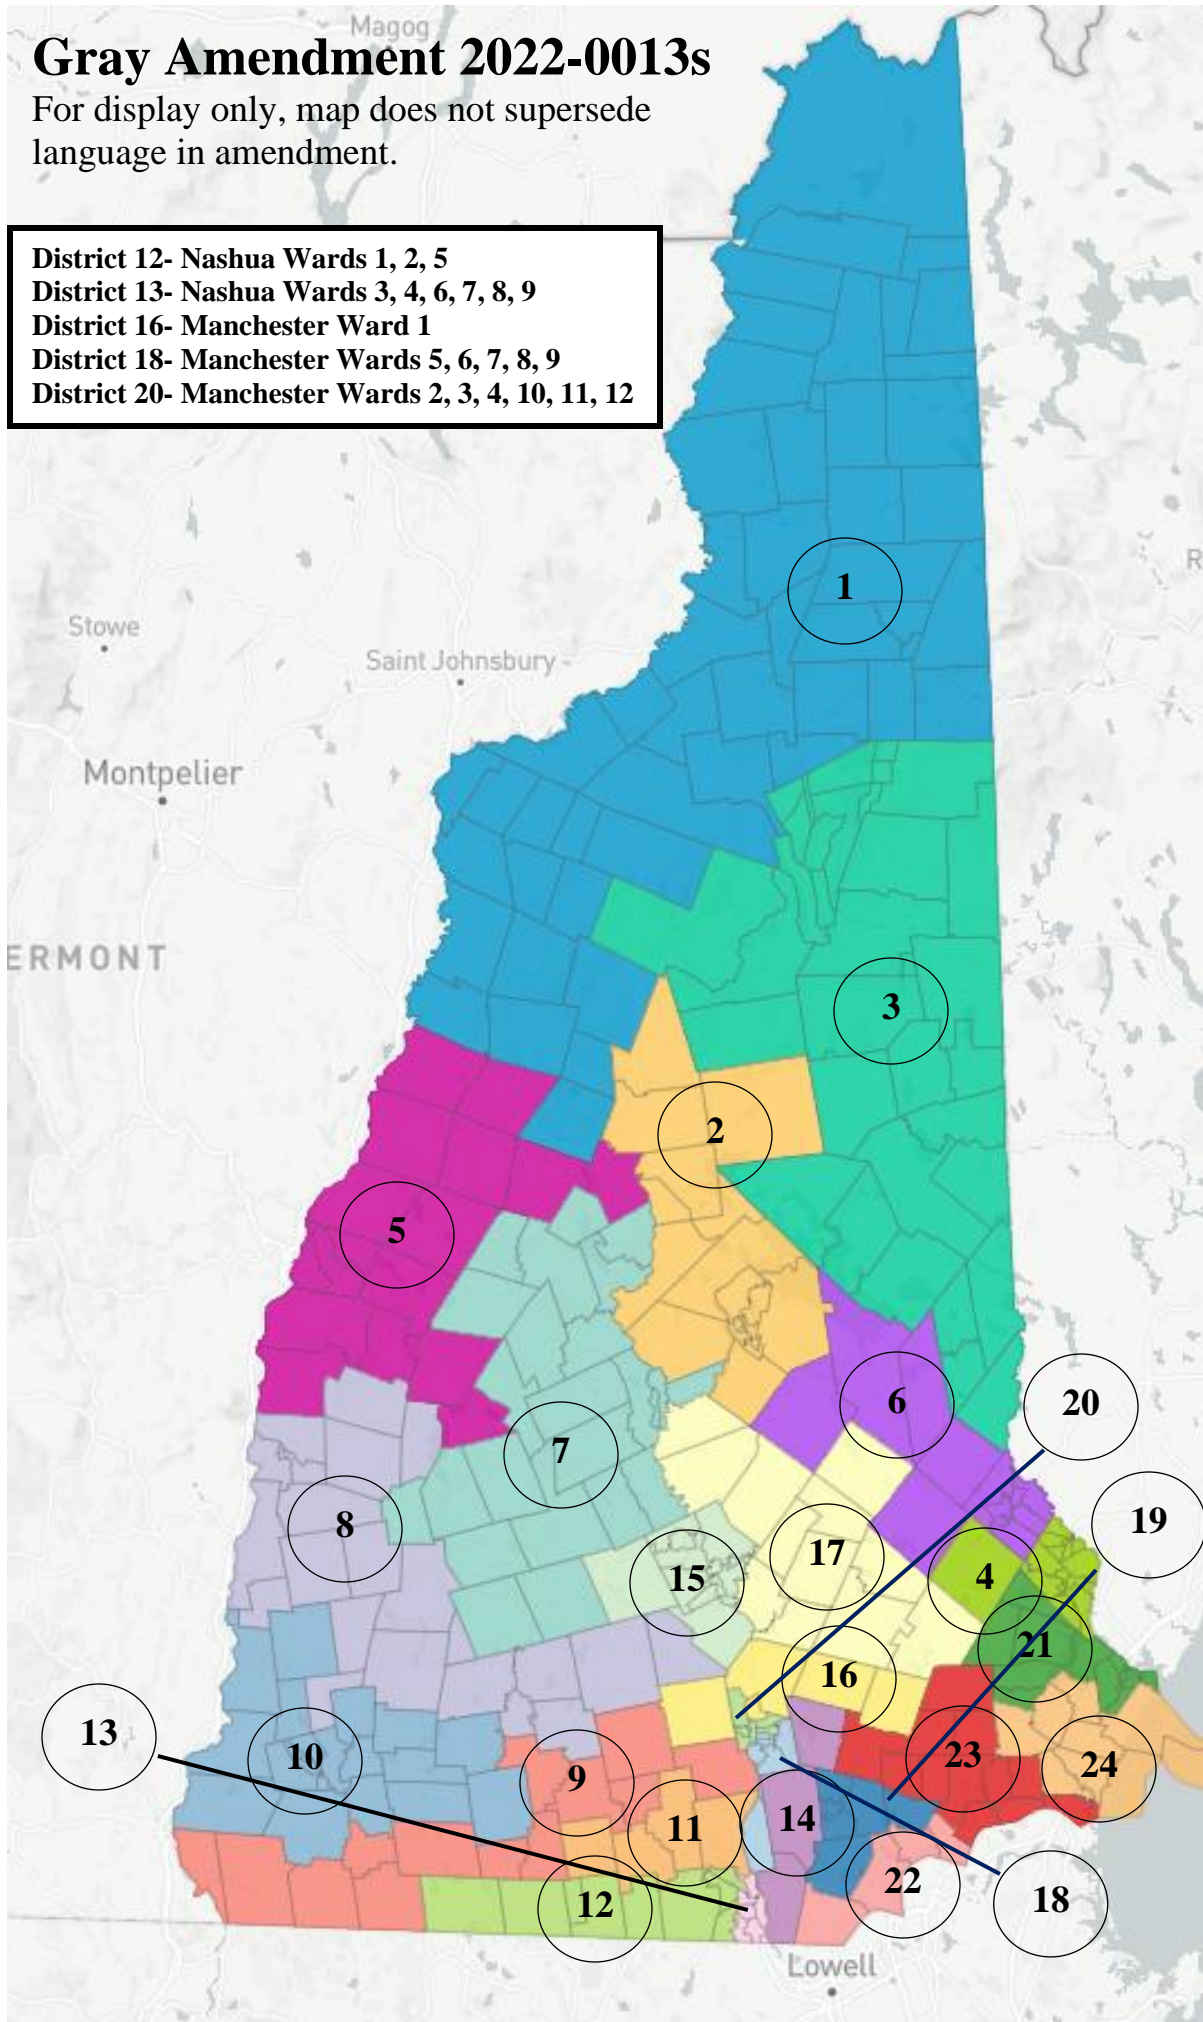 Magog
Gray Amendment 2022-0013s
For display only, map does not supersede
language in amendment.
District 12- Nashua Wards 1, 2, 5
District 13- Nashua Wards 3, 4, 6, 7, 8, 9
District 16- Manchester Ward 1
District 18- Manchester Wards 5, 6, 7, 8, 9
District 20- Manchester Wards 2, 3, 4, 10, 11, 12
R
1
Stowe
Saint Johnsbury
Montpelier
ERMONT
3
2
5
6
20
7
8
19
17
15
4
21
16
13
10
23
24
9
14
11
22
12
18
Lowell